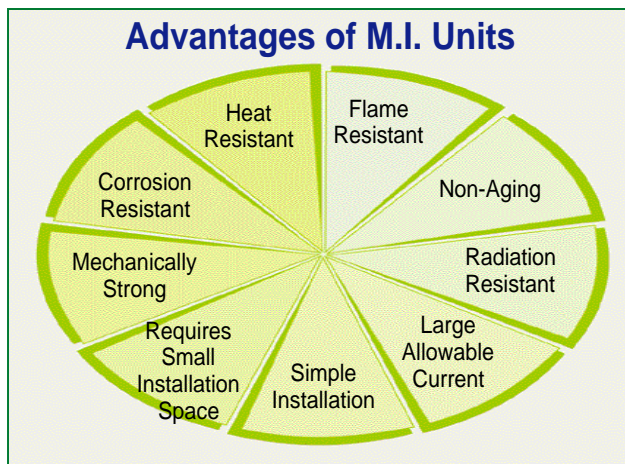 Advantages of M.I. Units
Heat
Resistant
Flame
Resistant
Non-Aging
Radiation
Resistant
Large
Allowable
Current
Simple
Installation
Requires
Small
Installation
Space
Mechanically
Strong
Corrosion
Resistant